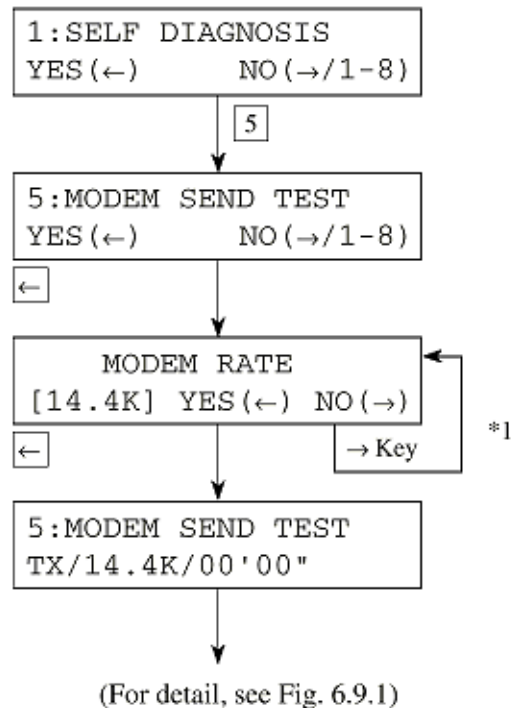 1:SELF DIAGNOSIS
YES(←) NO(→/1-8)
5
5:MODEM SEND TEST
YES(←) NO(→/1-8)
←
MODEM RATE
[14.4K] YES(←) NO(→)
←
→ Key
*1
5:MODEM SEND TEST
TX/14.4K/00'00"
(For detail, see Fig. 6.9.1)